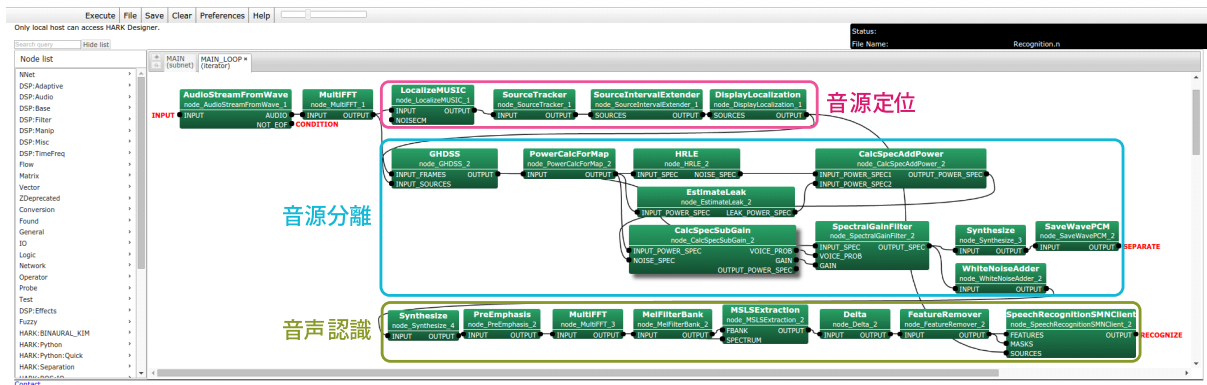 Execute File Save Clear Preferences Help
Only local host can access HARK Designer.
Status:
File Name: Recognition.n
Search query Hide list
Node list
MAIN
(subnet)
MAIN_LOOP
(iterator)
NNet
DSP:Adaptive
DSP:Audio
DSP:Base
DSP:Filter
DSP:Manip
DSP:Misc
DSP:TimeFreq
Flow
Matrix
Vector
ZDeprecated
Conversion
Found
General
IO
Logic
Network
Operator
Probe
Test
DSP:Effects
Fuzzy
HARK:BINAURAL_KIM
HARK:Python
HARK:Python:Quick
HARK:Separation
Contact
INPUT
AudioStreamFromWave
node_AudioStreamFromWave_1
INPUT AUDIO
NOT_EOF
CONDITION
MultiFFT
node_MultiFFT_1
INPUT OUTPUT
LocalizeMUSIC
node_LocalizeMUSIC_1
INPUT OUTPUT
NOISECM
SourceTracker
node_SourceTracker_1
INPUT OUTPUT
SourceIntervalExtender
node_SourceIntervalExtender_1
SOURCES OUTPUT
DisplayLocalization
node_DisplayLocalization_1
SOURCES OUTPUT
音源定位
音源分離
GHDSS
node_GHDSS_2
INPUT_FRAMES OUTPUT
INPUT_SOURCES
PowerCalcForMap
node_PowerCalcForMap_2
INPUT OUTPUT
HRLE
node_HRLE_2
INPUT_SPEC NOISE_SPEC
CalcSpecAddPower
node_CalcSpecAddPower_2
INPUT_POWER_SPEC1 OUTPUT_POWER_SPEC
INPUT_POWER_SPEC2
EstimateLeak
node_EstimateLeak_2
INPUT_POWER_SPEC LEAK_POWER_SPEC
CalcSpecSubGain
node_CalcSpecSubGain_2
INPUT_POWER_SPEC VOICE_PROB
NOISE_SPEC GAIN
OUTPUT_POWER_SPEC
SpectralGainFilter
node_SpectralGainFilter_2
INPUT_SPEC OUTPUT_SPEC
VOICE_PROB
GAIN
Synthesize
node_Synthesize_3
INPUT OUTPUT
SaveWavePCM
node_SaveWavePCM_2
INPUT OUTPUT
SEPARATE
WhiteNoiseAdder
node_WhiteNoiseAdder_2
INPUT OUTPUT
音声認識
Synthesize
node_Synthesize_4
INPUT OUTPUT
PreEmphasis
node_PreEmphasis_2
INPUT OUTPUT
MultiFFT
node_MultiFFT_3
INPUT OUTPUT
MelFilterBank
node_MelFilterBank_2
INPUT OUTPUT
MSLSExtraction
node_MSLSExtraction_2
FBANK OUTPUT
SPECTRUM
Delta
node_Delta_2
INPUT OUTPUT
FeatureRemover
node_FeatureRemover_2
INPUT OUTPUT
SpeechRecognitionSMNClient
node_SpeechRecognitionSMNClient_2
FEATURES OUTPUT
MASKS
SOURCES
RECOGNIZE